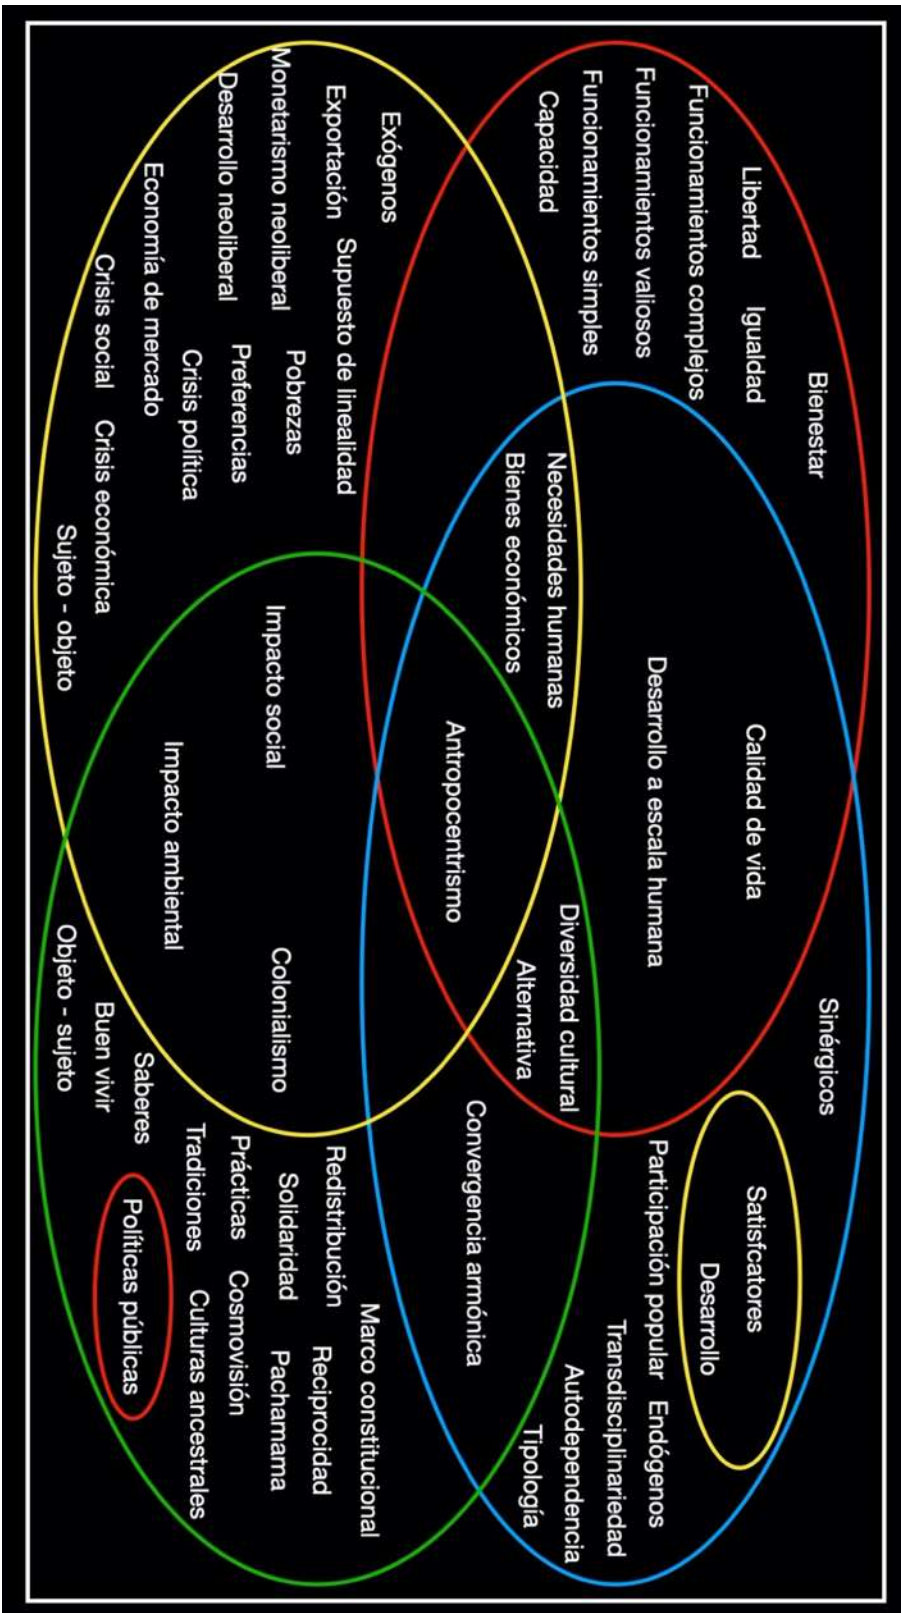 Bienestar
Libertad
Igualdad
Funcionamientos complejos
Funcionamientos valiosos
Funcionamientos simples
Capacidad
Calidad de vida
Desarrollo a escala humana
Sinérgicos
Satisfcatores
Desarrollo
Participación popular
Endógenos
Transdisciplinariedad
Autodependencia
Tipología
Necesidades humanas
Bienes económicos
Antropocentrismo
Diversidad cultural
Alternativa
Convergencia armónica
Exógenos
Exportación
Supuesto de linealidad
Monetarismo neoliberal
Pobrezas
Desarrollo neoliberal
Preferencias
Crisis política
Economía de mercado
Crisis social
Crisis económica
Sujeto - objeto
Impacto social
Impacto ambiental
Colonialismo
Marco constitucional
Redistribución
Reciprocidad
Solidaridad
Pachamama
Prácticas
Cosmovisión
Tradiciones
Culturas ancestrales
Saberes
Políticas públicas
Buen vivir
Objeto - sujeto